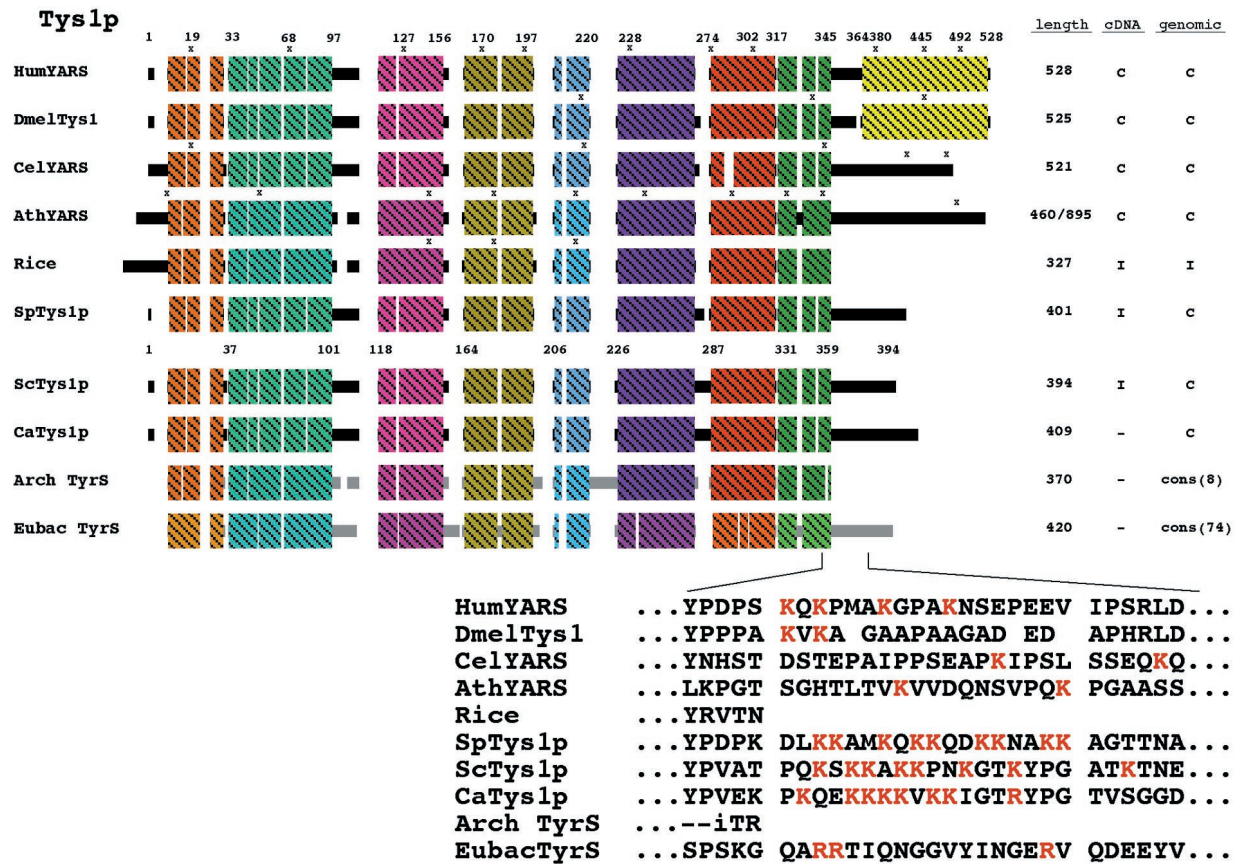 Tys1p
length cDNA genomic
1 19 33 68 97 127 156 170 197 220 228 274 302 317 345 364 380 445 492 528
x x x x x x x x x x
HumYARS 528 C C
x x x
DmelTys1 525 C C
x x x x x
CelYARS 521 C C
x x x x x x x x x x
AthYARS 460/895 C C
x x x
Rice 327 I I
SpTys1p 401 I C
1 37 101 118 164 206 226 287 331 359 394
ScTys1p 394 I C
CaTys1p 409 - C
Arch TyrS 370 - cons(8)
Eubac TyrS 420 - cons(74)
HumYARS ...YPDPS KQKPMAKGPAKNSEPEEV IPSRLD...
DmelTys1 ...YPPPA KVKA GAAPAAGAD ED APHRLD...
CelYARS ...YNHST DSTEPAIPPSEAPKIPSL SSEQKQ
AthYARS ...LKPGT SGHTLTVKVVDQNSVPQK PGAASS...
Rice ...YRVTN
SpTys1p ...YPDPK DLKKAMKQKKQDKKNAKK AGTTNA...
ScTys1p ...YPVAT PQKSKKAKKPNKGTKYPG ATKTNE...
CaTys1p ...YPVEK PKQEKKKKVKKIGTRYPG TVSGGD...
Arch TyrS ...--iTR
EubacTyrS ...SPSKG QARRTIQNGGVYINGERV QDEEYV...